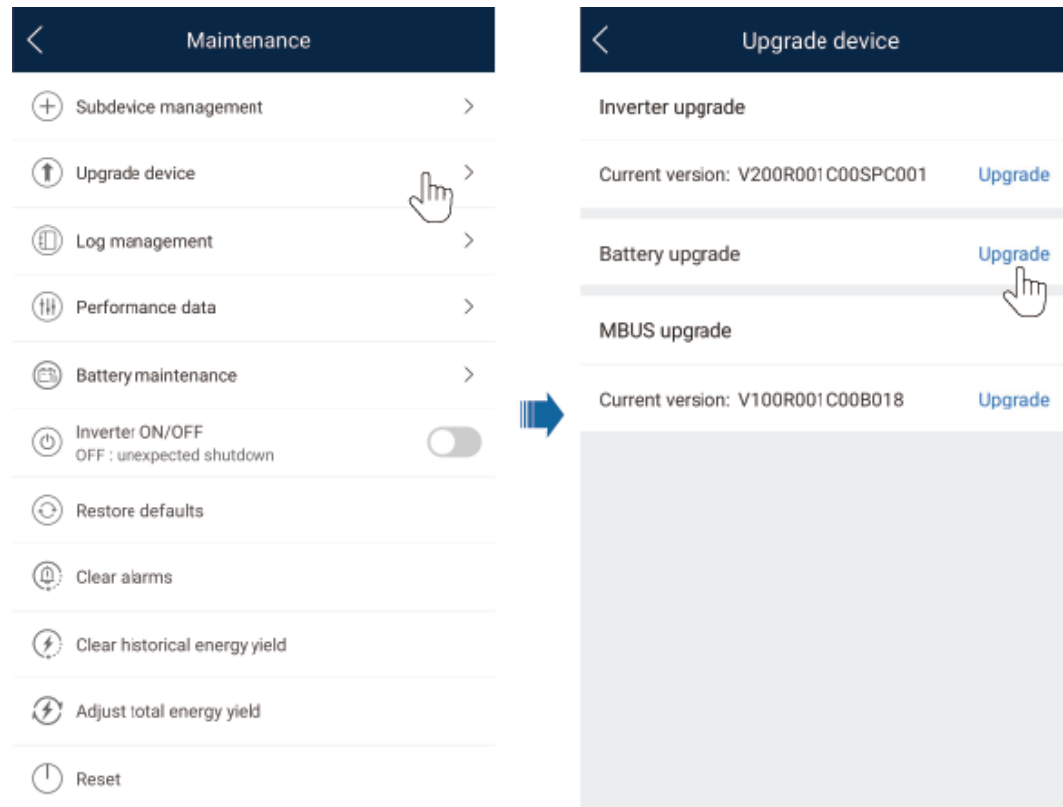 Maintenance
Subdevice management
Upgrade device
Log management
Performance data
Battery maintenance
Inverter ON/OFF
OFF : unexpected shutdown
Restore defaults
Clear alarms
Clear historical energy yield
Adjust total energy yield
Reset
Upgrade device
Inverter upgrade
Current version: V200R001C00SPC001 Upgrade
Battery upgrade Upgrade
MBUS upgrade
Current version: V100R001C00B018 Upgrade